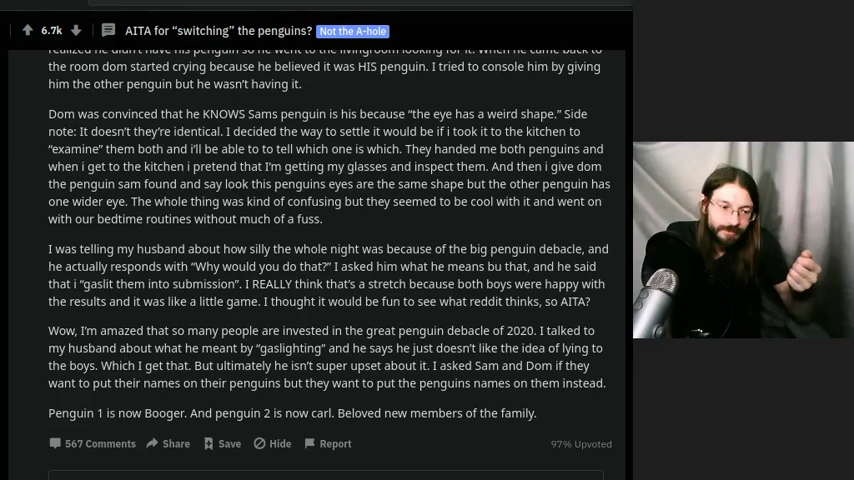 6.7k AITA for “switching” the penguins? Not the A-hole
realized he didn't have his penguin so he went to the livingroom looking for it. When he came back to
the room dom started crying because he believed it was HIS penguin. I tried to console him by giving
him the other penguin but he wasn't having it.
Dom was convinced that he KNOWS Sams penguin is his because “the eye has a weird shape.” Side
note: It doesn't they're identical. I decided the way to settle it would be if i took it to the kitchen to
“examine” them both and i'll be able to to tell which one is which. They handed me both penguins and
when i get to the kitchen i pretend that I'm getting my glasses and inspect them. And then i give dom
the penguin sam found and say look this penguins eyes are the same shape but the other penguin has
one wider eye. The whole thing was kind of confusing but they seemed to be cool with it and went on
with our bedtime routines without much of a fuss.
I was telling my husband about how silly the whole night was because of the big penguin debacle, and
he actually responds with “Why would you do that?” I asked him what he means bu that, and he said
that i “gaslit them into submission”. I REALLY think that's a stretch because both boys were happy with
the results and it was like a little game. I thought it would be fun to see what reddit thinks, so AITA?
Wow, I'm amazed that so many people are invested in the great penguin debacle of 2020. I talked to
my husband about what he meant by “gaslighting” and he says he just doesn't like the idea of lying to
the boys. Which I get that. But ultimately he isn't super upset about it. I asked Sam and Dom if they
want to put their names on their penguins but they want to put the penguins names on them instead.
Penguin 1 is now Booger. And penguin 2 is now carl. Beloved new members of the family.
567 Comments Share Save Hide Report 97% Upvoted